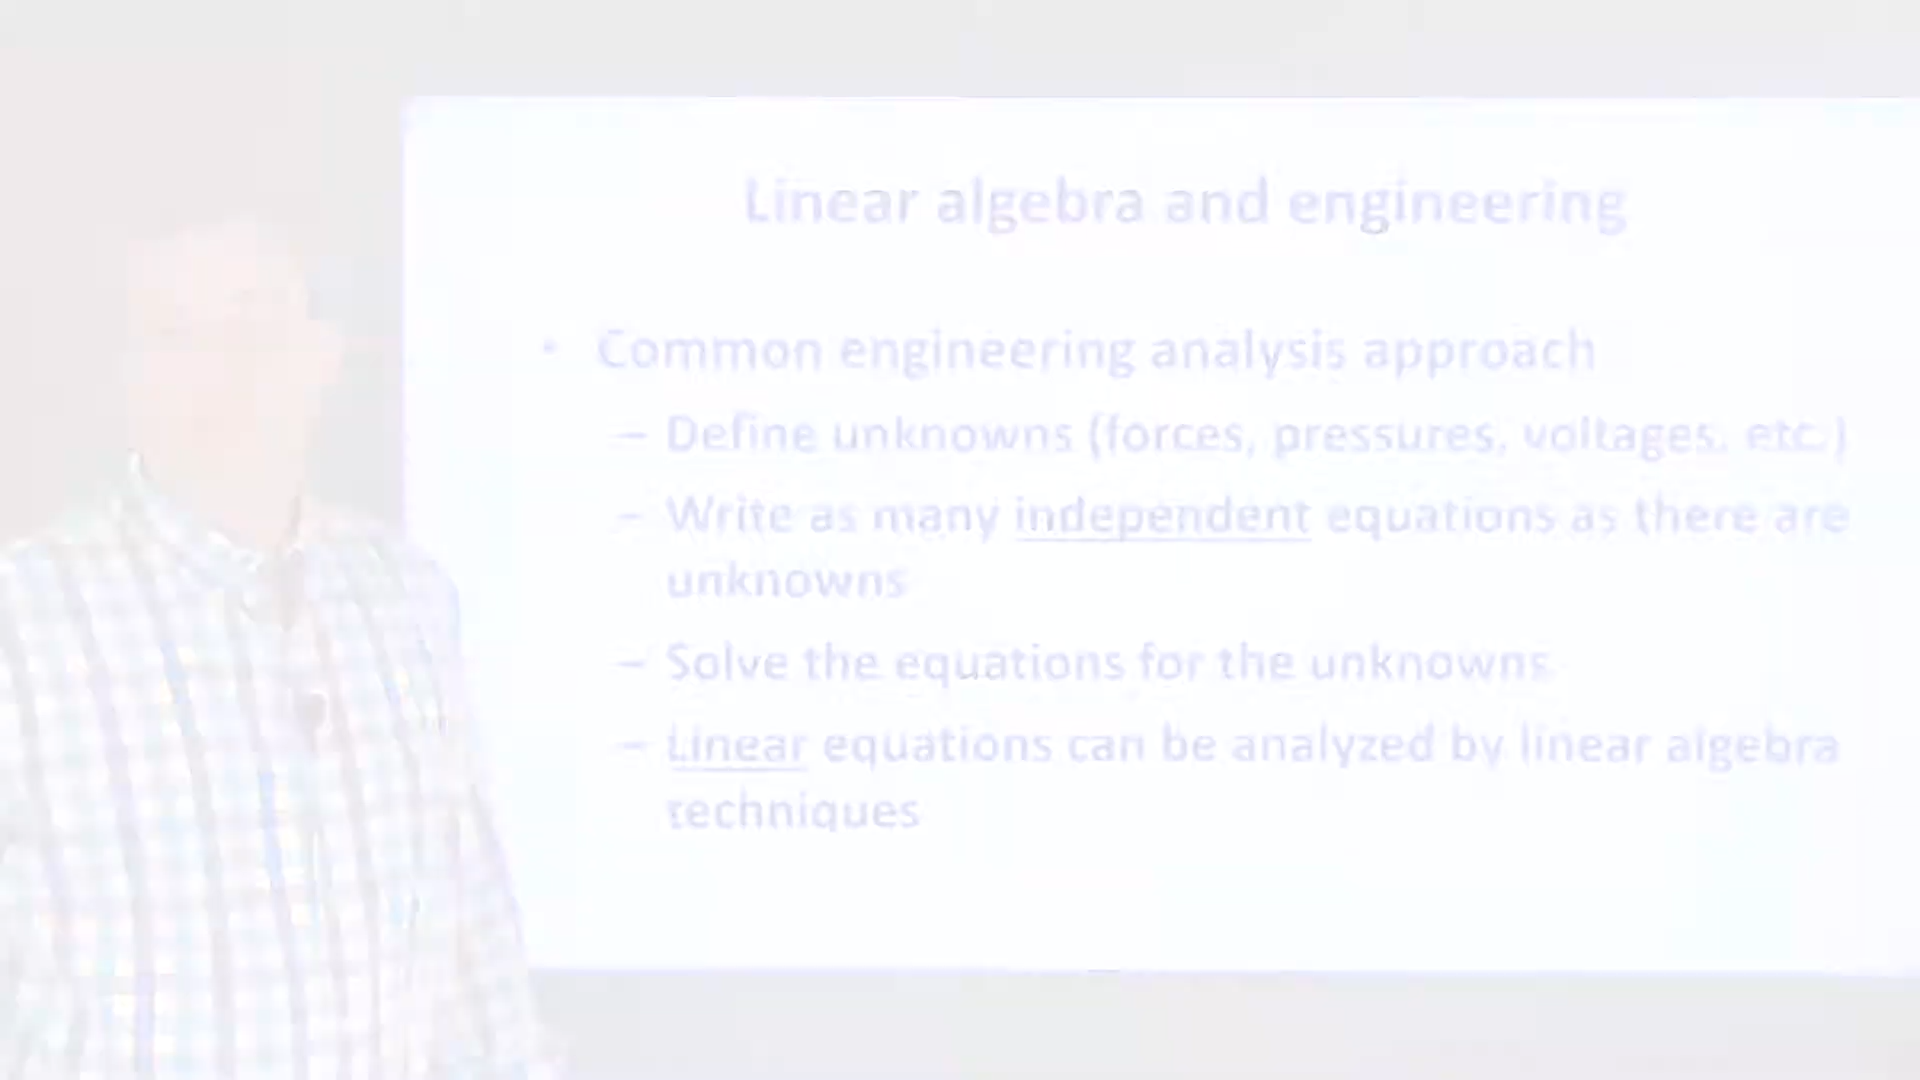 Linear algebra and engineering
• Common engineering analysis approach
– Define unknowns (forces, pressures, voltages, etc.)
– Write as many independent equations as there are
unknowns
– Solve the equations for the unknowns
– Linear equations can be analyzed by linear algebra
techniques